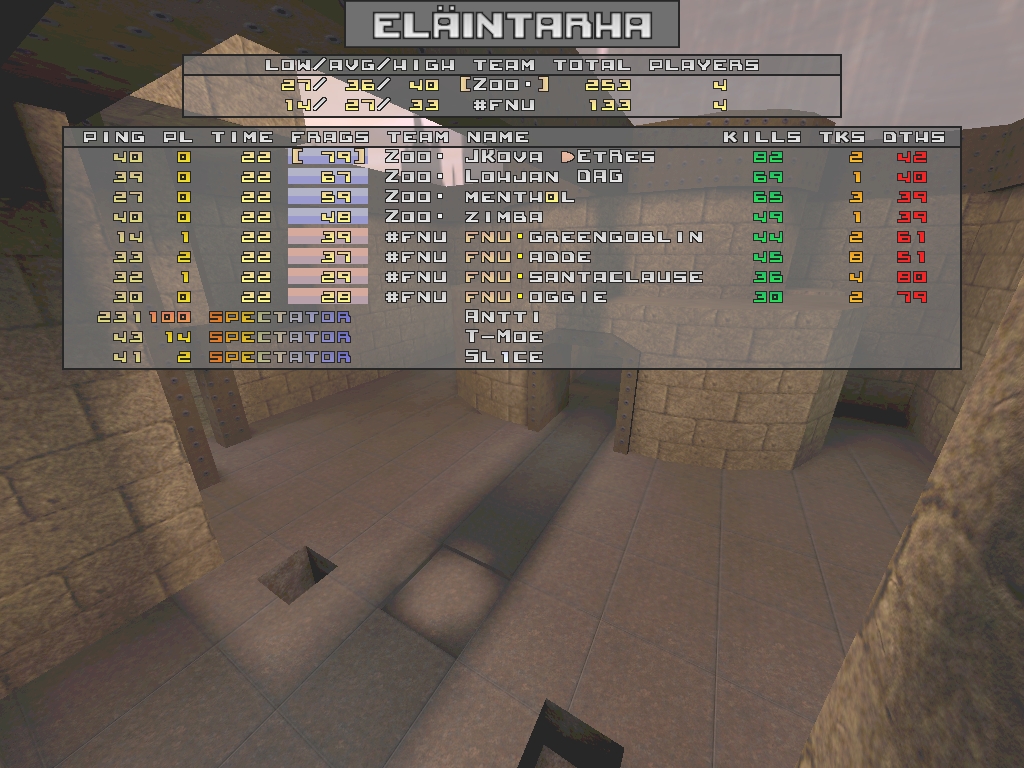 ELÄINTARHA
LOW/AVG/HIGH TEAM TOTAL PLAYERS
27/ 36/ 40 [ZOO·] 253 4
14/ 27/ 33 #FNU 133 4
PING PL TIME FRAGS TEAM NAME KILLS TKS DTHS
40 0 22 [ 79] ZOO· JKOVA DETRES 82 2 42
39 0 22 67 ZOO· LOWJAN DAG 69 1 40
27 0 22 59 ZOO· MENTHOL 65 3 39
40 0 22 48 ZOO· ZIMBA 49 1 39
14 1 22 39 #FNU FNU·GREENGOBLIN 44 2 61
33 2 22 37 #FNU FNU·ADDE 45 8 51
32 1 22 29 #FNU FNU·SANTACLAUSE 36 4 80
30 0 22 28 #FNU FNU·OGGIE 30 2 79
231 100 SPECTATOR ANTTI
43 14 SPECTATOR T-MOE
41 2 SPECTATOR SL1CE